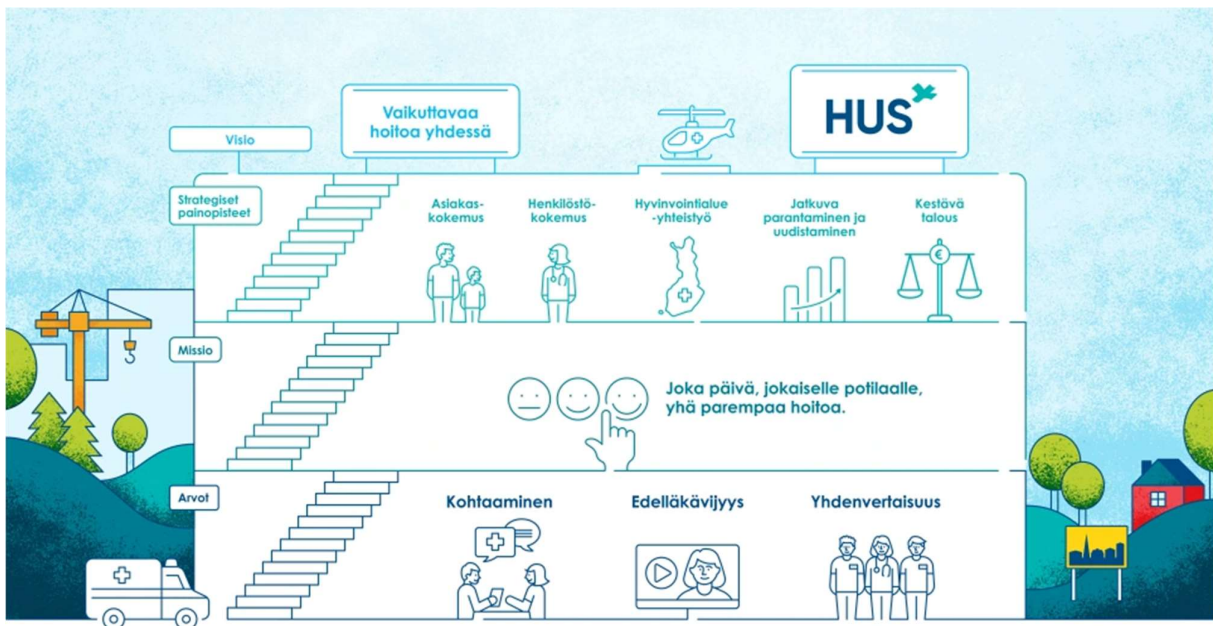 Visio
Vaikuttavaa
hoitoa yhdessä
HUS
Strategiset
painopisteet
Asiakas-
kokemus
Henkilöstö-
kokemus
Hyvinvointialue
-yhteistyö
Jatkuva
parantaminen ja
uudistaminen
Kestävä
talous
€
Missio
Joka päivä, jokaiselle potilaalle,
yhä parempaa hoitoa.
Arvot
Kohtaaminen
Edelläkävijyys
Yhdenvertaisuus